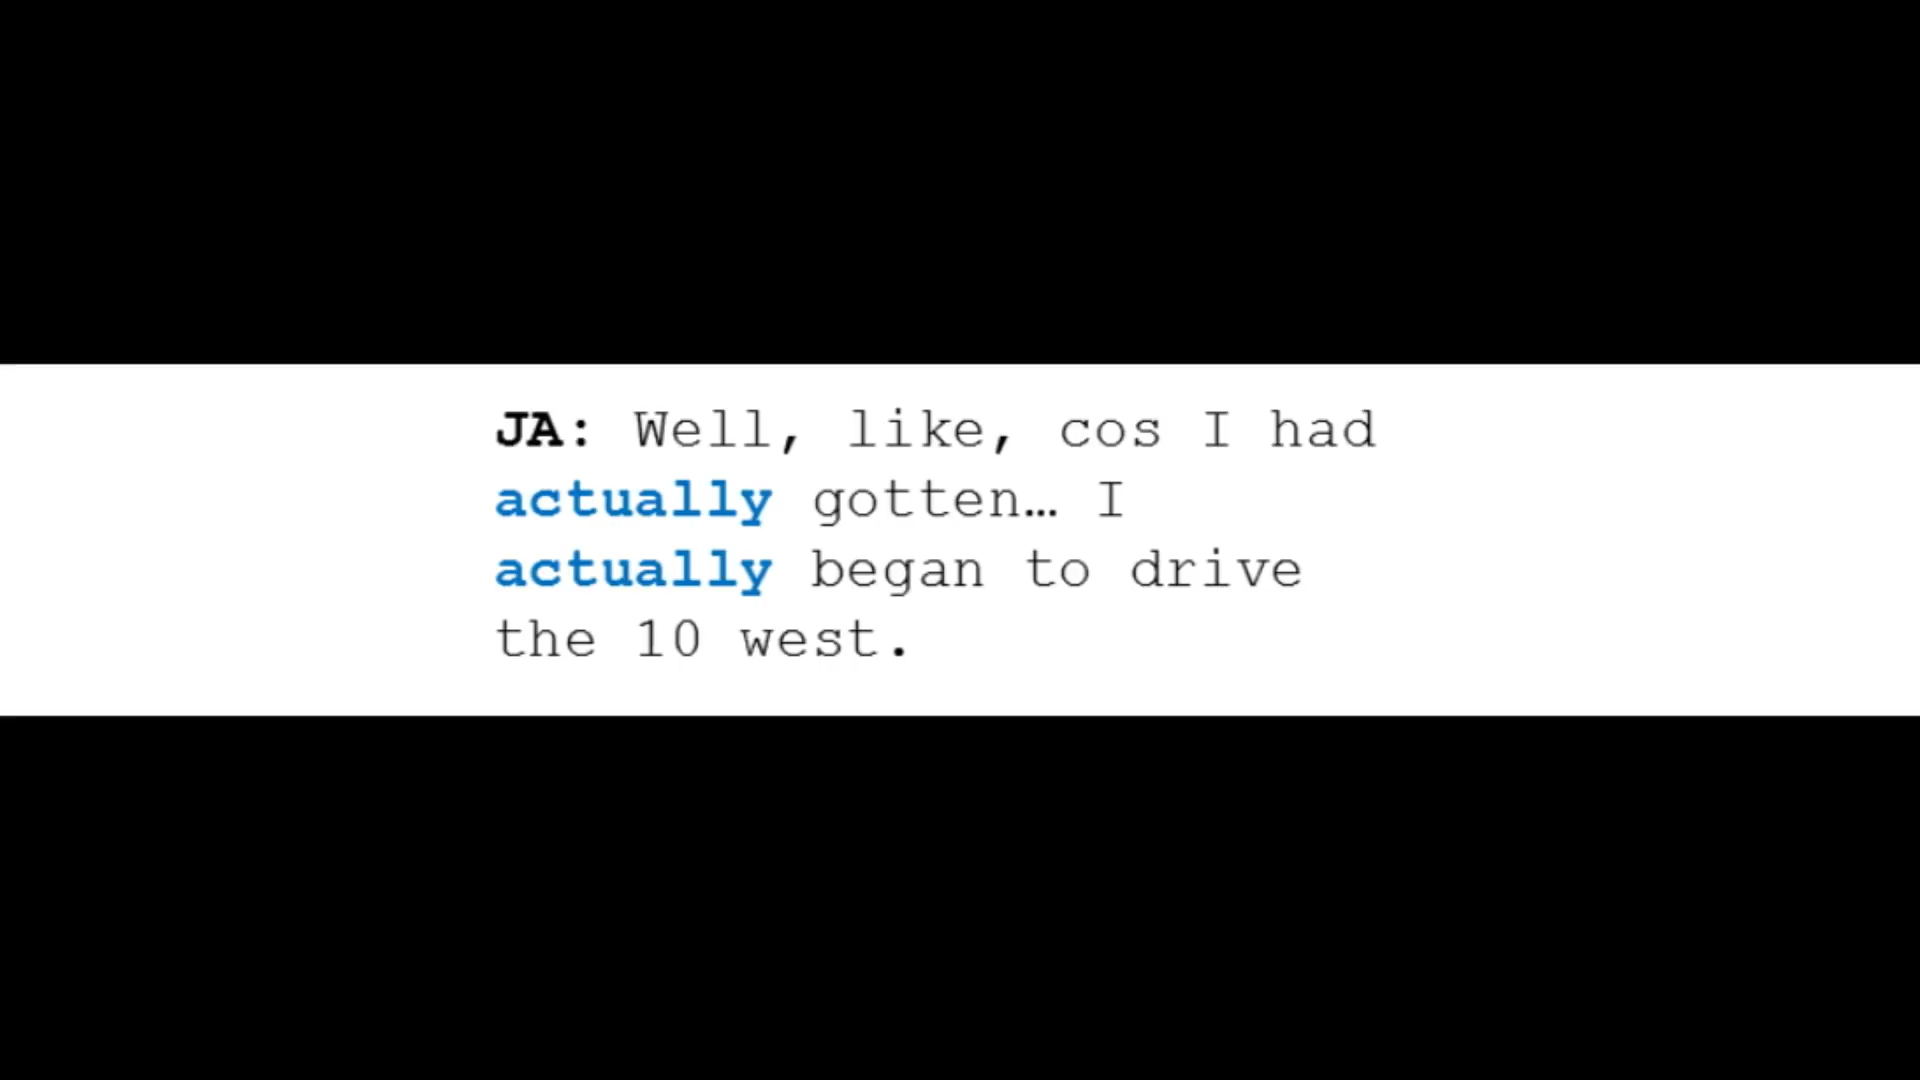 JA: Well, like, cos I had
actually gotten… I
actually began to drive
the 10 west.